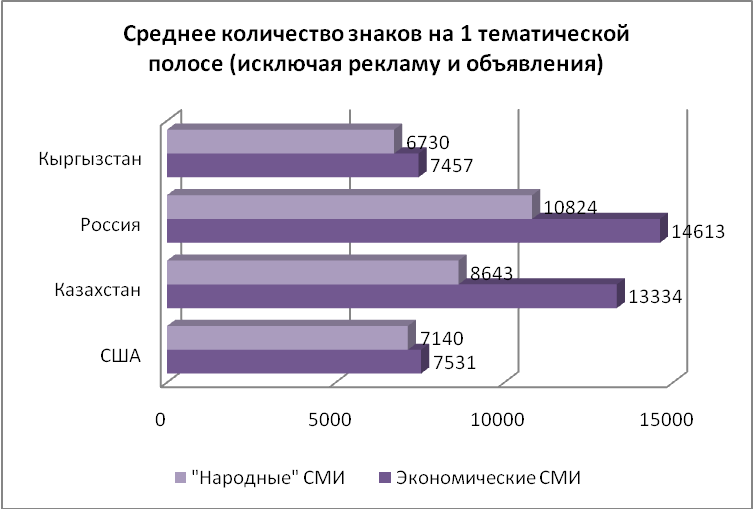 Среднее количество знаков на 1 тематической
полосе (исключая рекламу и объявления)
Кыргызстан
6730
7457
Россия
10824
14613
Казахстан
8643
13334
США
7140
7531
0 5000 10000 15000
"Народные" СМИ Экономические СМИ